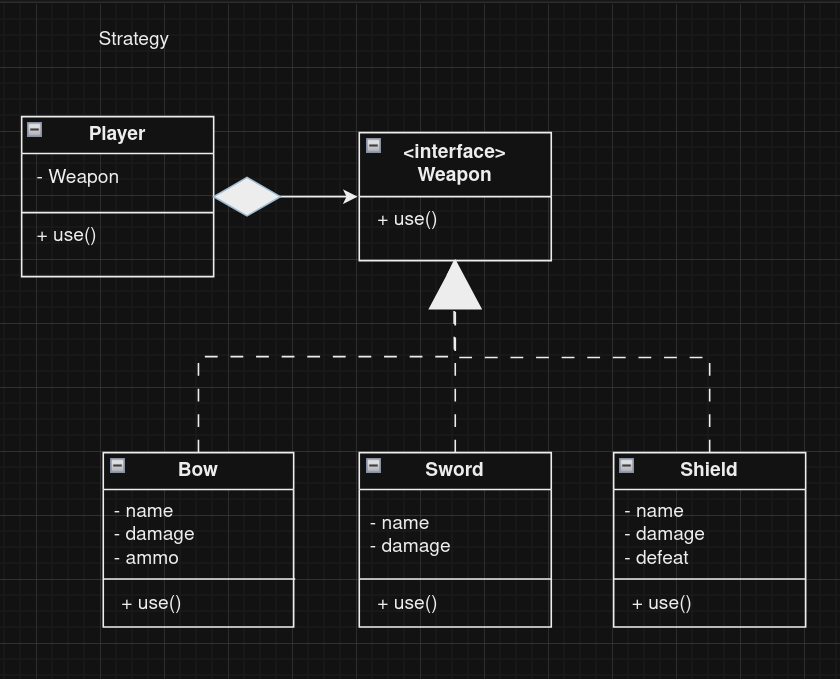 Strategy
Player
- Weapon
+ use()
<interface>
Weapon
+ use()
Bow
- name
- damage
- ammo
+ use()
Sword
- name
- damage
+ use()
Shield
- name
- damage
- defeat
+ use()